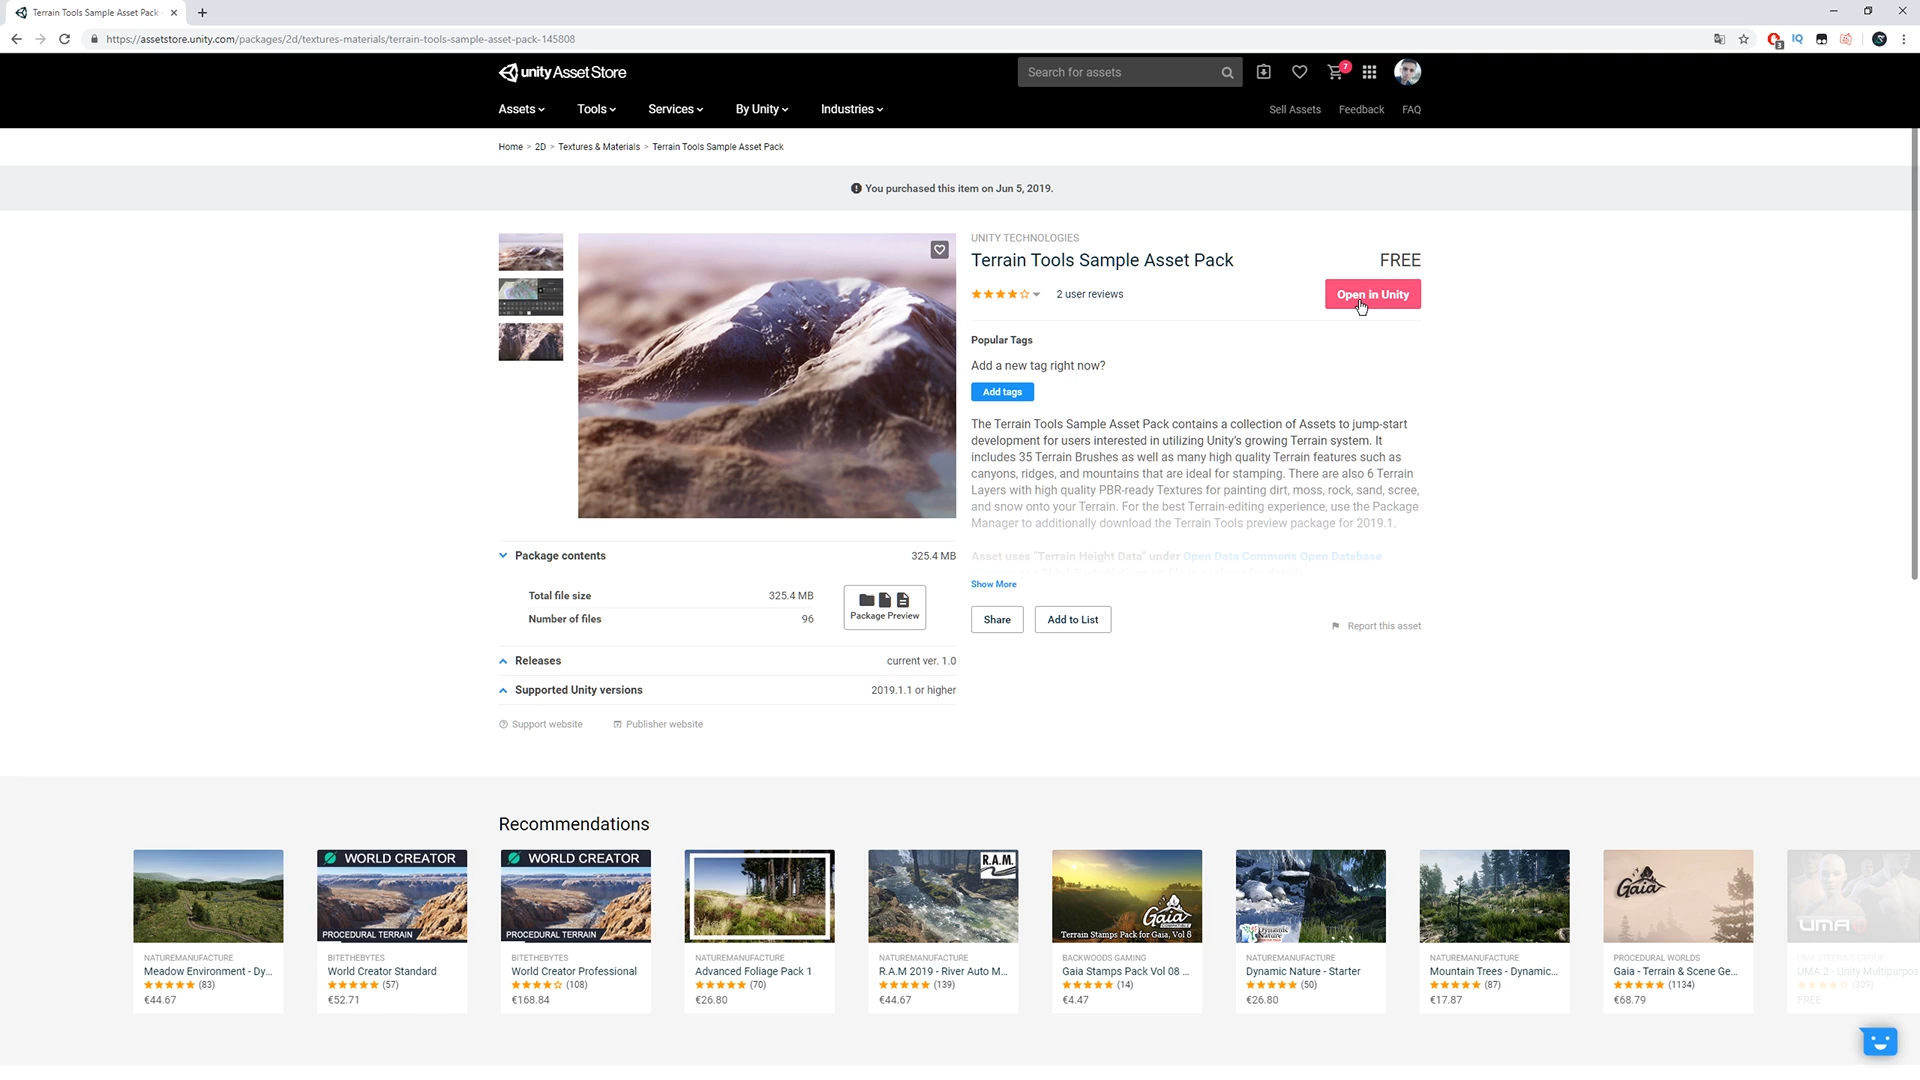 Terrain Tools Sample Asset Pack
https://assetstore.unity.com/packages/2d/textures-materials/terrain-tools-sample-asset-pack-145808
3
IQ
unity Asset Store
Search for assets
7
Assets
Tools
Services
By Unity
Industries
Sell Assets
Feedback
FAQ
Home > 2D > Textures & Materials > Terrain Tools Sample Asset Pack
You purchased this item on Jun 5, 2019.
UNITY TECHNOLOGIES
Terrain Tools Sample Asset Pack
FREE
2 user reviews
Open in Unity
Popular Tags
Add a new tag right now?
Add tags
The Terrain Tools Sample Asset Pack contains a collection of Assets to jump-start
development for users interested in utilizing Unity's growing Terrain system. It
includes 35 Terrain Brushes as well as many high quality Terrain features such as
canyons, ridges, and mountains that are ideal for stamping. There are also 6 Terrain
Layers with high quality PBR-ready Textures for painting dirt, moss, rock, sand, scree,
and snow onto your Terrain. For the best Terrain-editing experience, use the Package
Manager to additionally download the Terrain Tools preview package for 2019.1.
Asset uses "Terrain Height Data" under Open Data Commons Open Database
Show More
Share
Add to List
Report this asset
Package contents
325.4 MB
Total file size
325.4 MB
Number of files
96
Package Preview
Releases
current ver. 1.0
Supported Unity versions
2019.1.1 or higher
Support website
Publisher website
Recommendations
NATUREMANUFACTURE
Meadow Environment - Dy...
(83)
€44.67
WORLD CREATOR
PROCEDURAL TERRAIN
BITETHEBYTES
World Creator Standard
(57)
€52.71
WORLD CREATOR
PROCEDURAL TERRAIN
BITETHEBYTES
World Creator Professional
(108)
€168.84
NATUREMANUFACTURE
Advanced Foliage Pack 1
(70)
€26.80
R.A.M.
NATUREMANUFACTURE
R.A.M 2019 - River Auto M...
(139)
€44.67
Gaia
COMPATIBLE
Terrain Stamps Pack for Gaia, Vol 8
BACKWOODS GAMING
Gaia Stamps Pack Vol 08 ...
(14)
€4.47
Dynamic
Nature
NATUREMANUFACTURE
Dynamic Nature - Starter
(50)
€26.80
NATUREMANUFACTURE
Mountain Trees - Dynamic...
(87)
€17.87
Gaia
PROCEDURAL WORLDS
Gaia - Terrain & Scene Ge...
(1134)
€68.79
UMA
UMA STEERING GROUP
UMA 2 - Unity Multipurpos
(309)
FREE